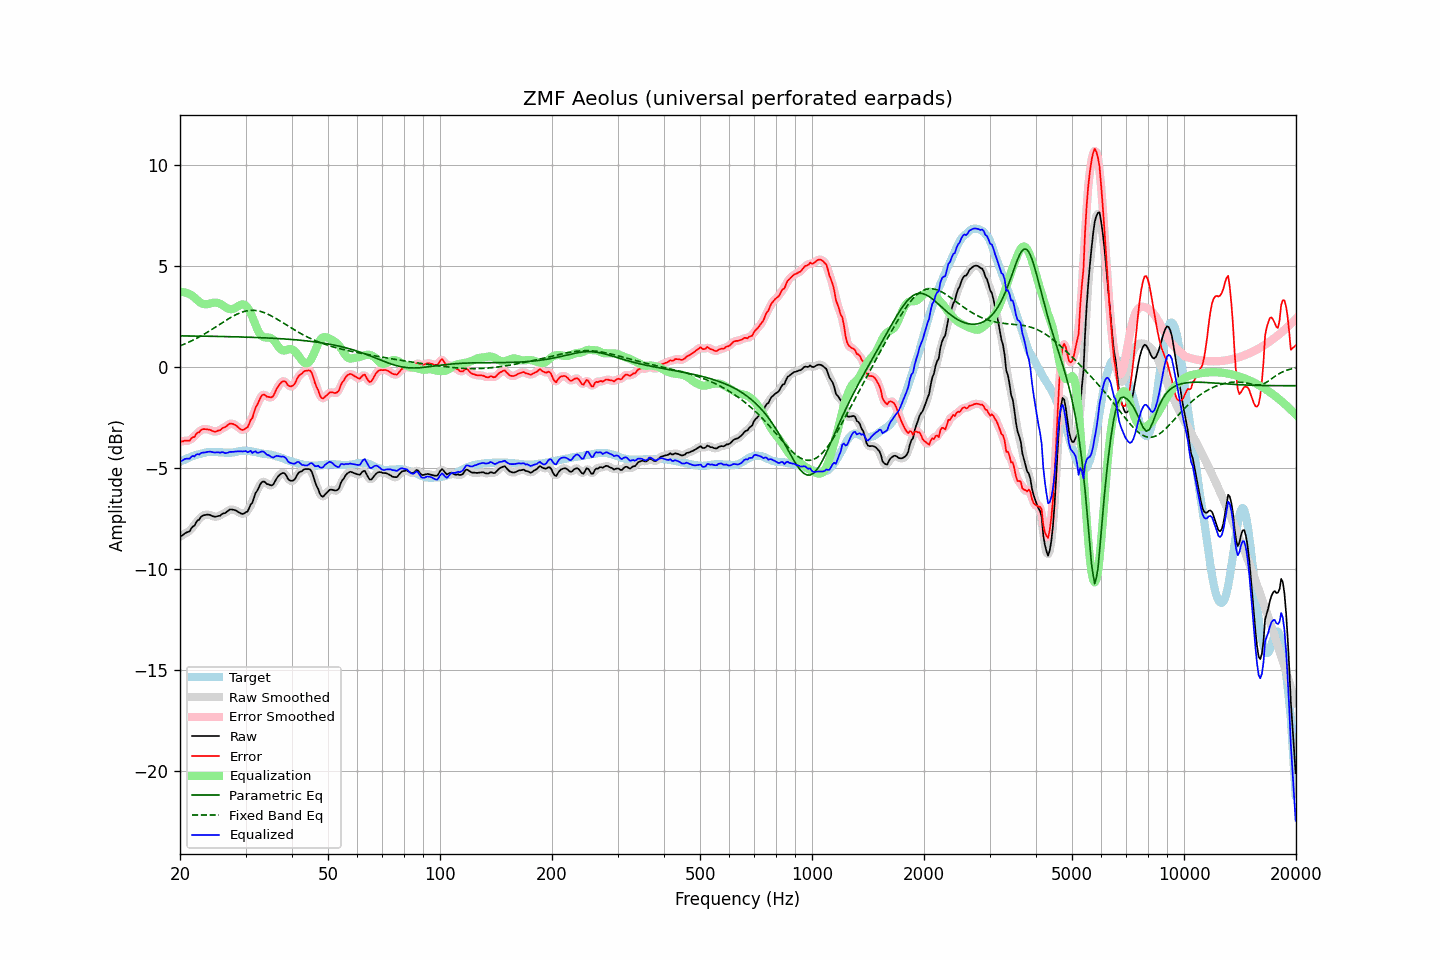 ZMF Aeolus (universal perforated earpads)
Amplitude (dBr)
10
5
0
−5
−10
−15
−20
Target
Raw Smoothed
Error Smoothed
Raw
Error
Equalization
Parametric Eq
Fixed Band Eq
Equalized
20 50 100 200 500 1000 2000 5000 10000 20000
Frequency (Hz)